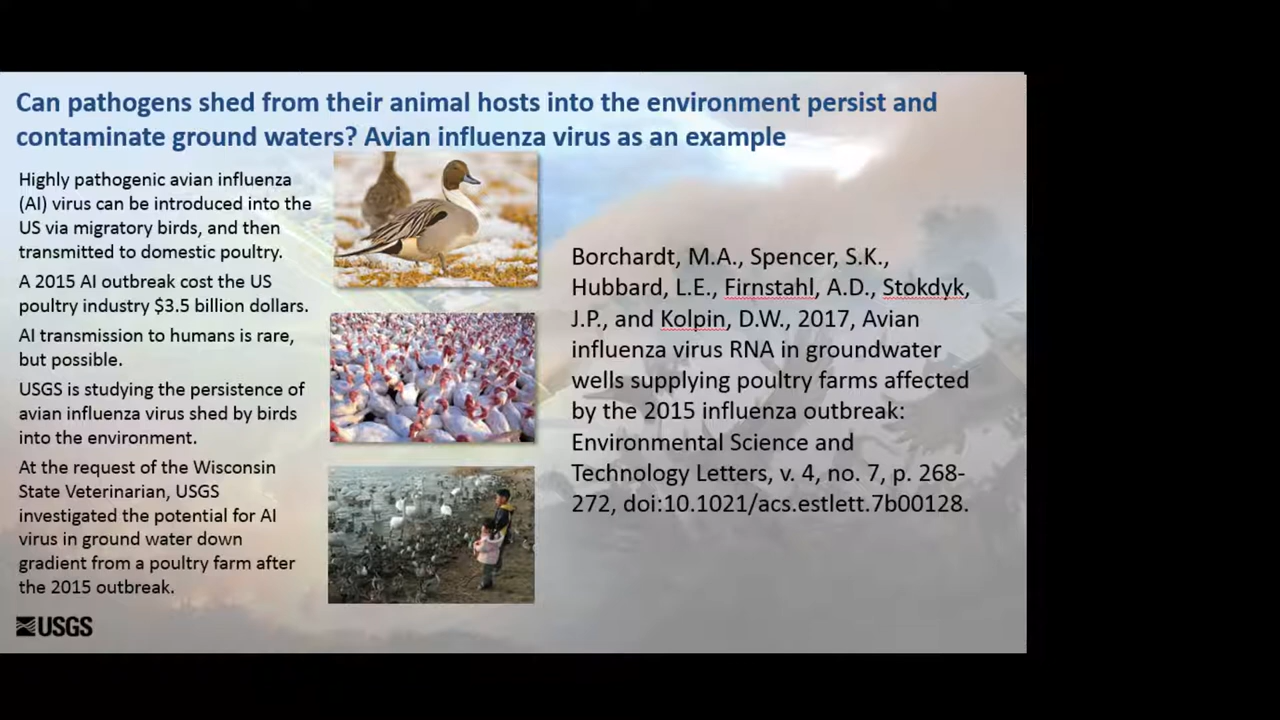 Can pathogens shed from their animal hosts into the environment persist and
contaminate ground waters? Avian influenza virus as an example
Highly pathogenic avian influenza
(AI) virus can be introduced into the
US via migratory birds, and then
transmitted to domestic poultry.
A 2015 AI outbreak cost the US
poultry industry $3.5 billion dollars.
AI transmission to humans is rare,
but possible.
USGS is studying the persistence of
avian influenza virus shed by birds
into the environment.
At the request of the Wisconsin
State Veterinarian, USGS
investigated the potential for AI
virus in ground water down
gradient from a poultry farm after
the 2015 outbreak.
USGS
Borchardt, M.A., Spencer, S.K.,
Hubbard, L.E., Firnstahl, A.D., Stokdyk,
J.P., and Kolpin, D.W., 2017, Avian
influenza virus RNA in groundwater
wells supplying poultry farms affected
by the 2015 influenza outbreak:
Environmental Science and
Technology Letters, v. 4, no. 7, p. 268-
272, doi:10.1021/acs.estlett.7b00128.